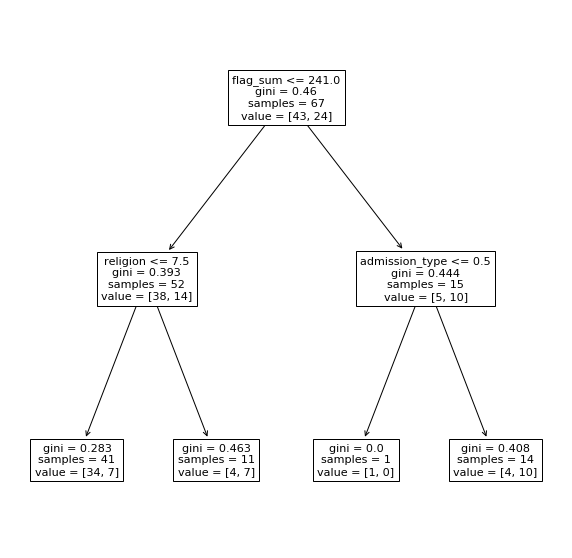 flag_sum <= 241.0
gini = 0.46
samples = 67
value = [43, 24]
religion <= 7.5
gini = 0.393
samples = 52
value = [38, 14]
admission_type <= 0.5
gini = 0.444
samples = 15
value = [5, 10]
gini = 0.283
samples = 41
value = [34, 7]
gini = 0.463
samples = 11
value = [4, 7]
gini = 0.0
samples = 1
value = [1, 0]
gini = 0.408
samples = 14
value = [4, 10]